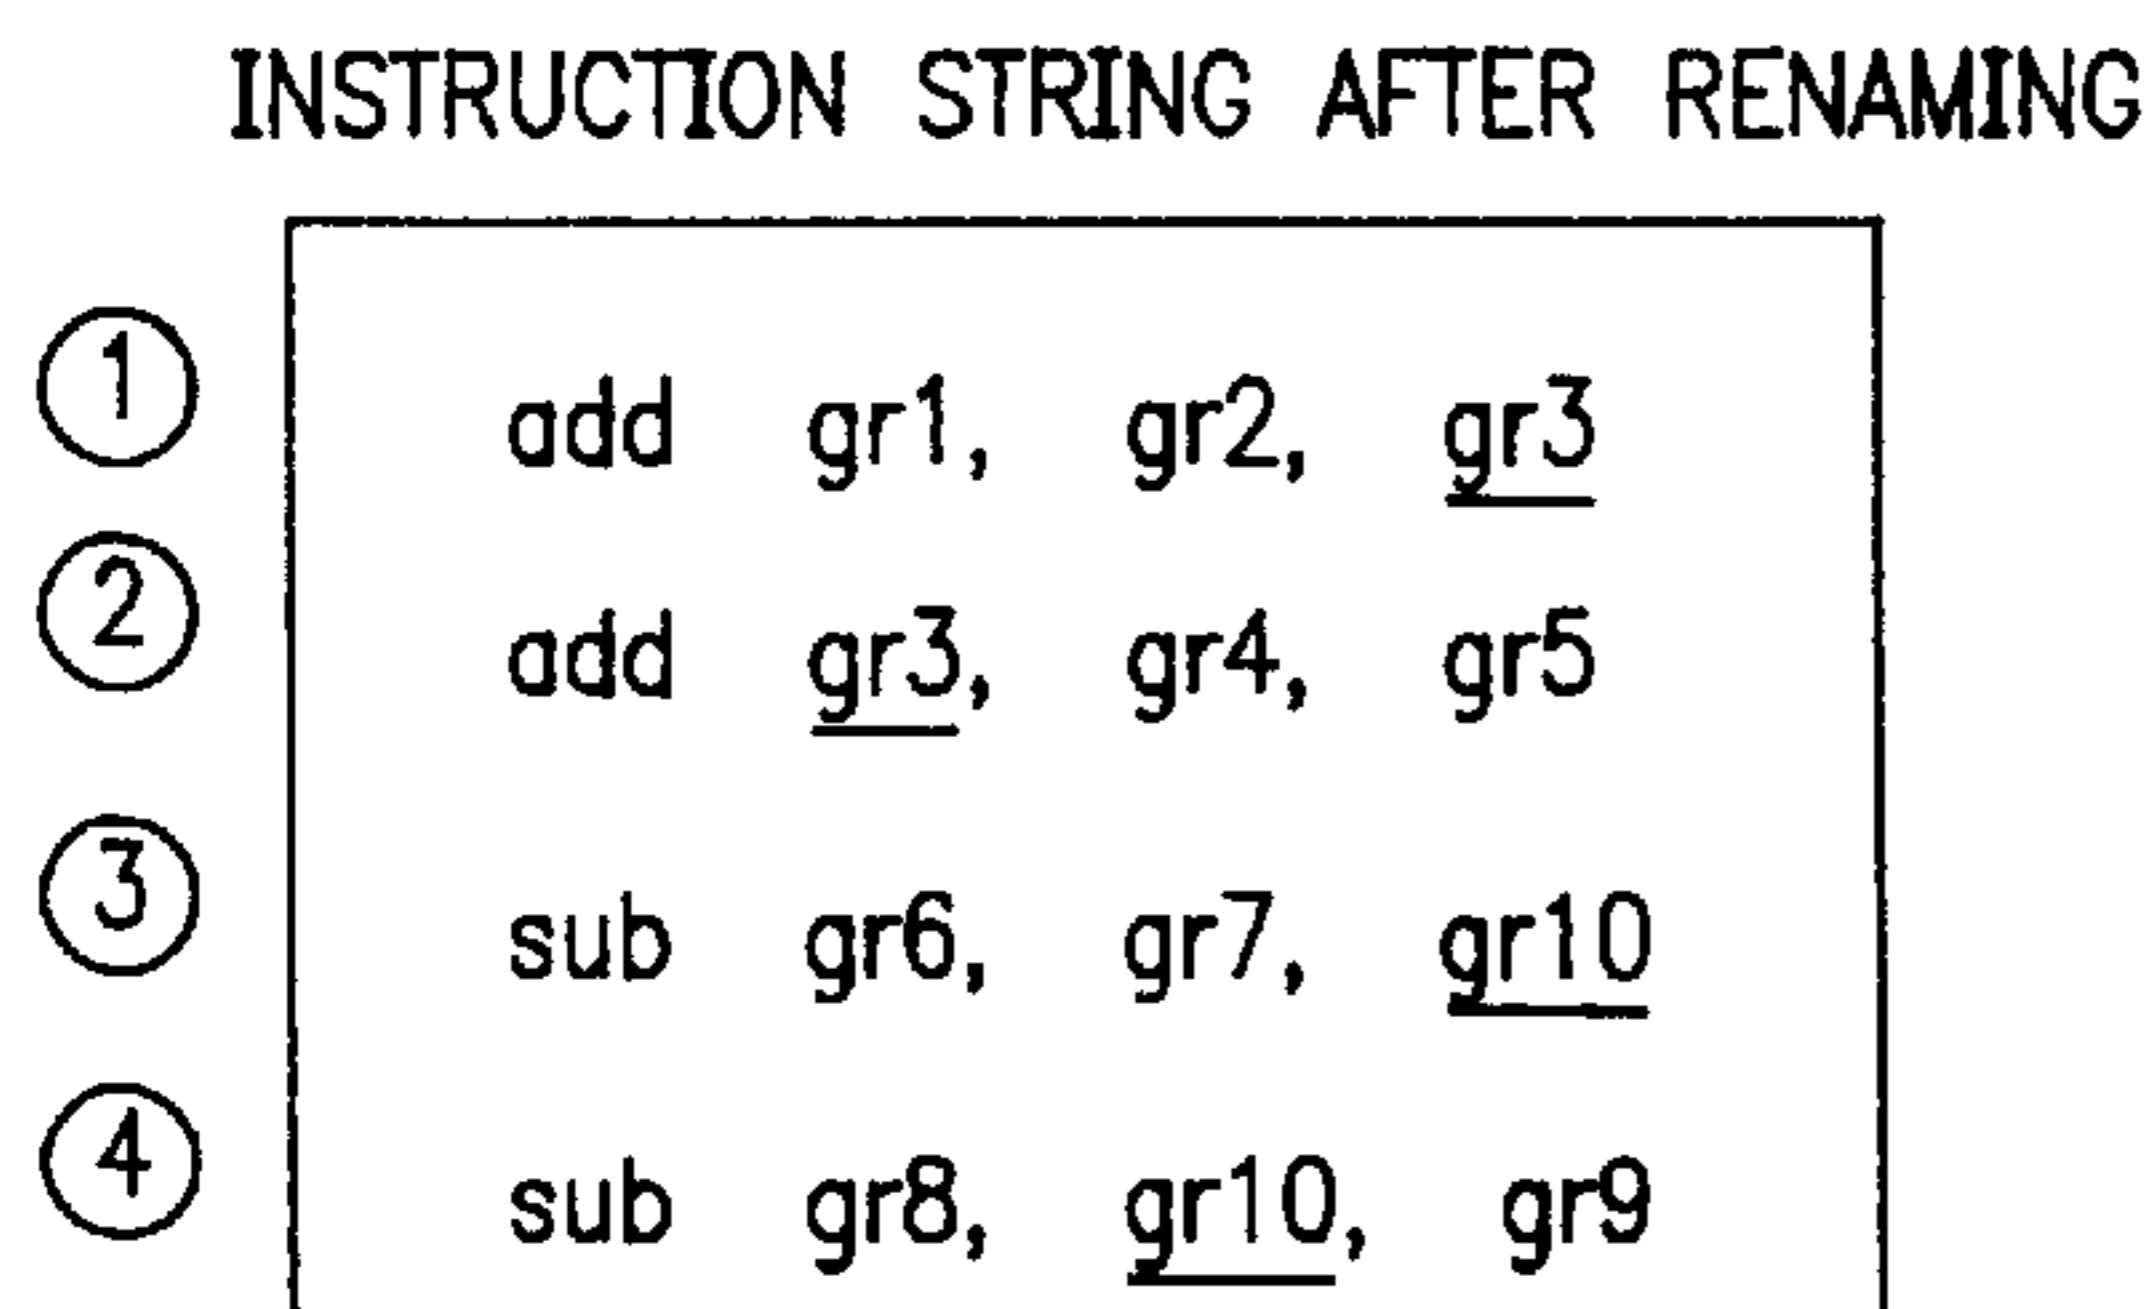 INSTRUCTION STRING AFTER RENAMING
1 add gr1, gr2, gr3
2 add gr3, gr4, gr5
3 sub gr6, gr7, gr10
4 sub gr8, gr10, gr9